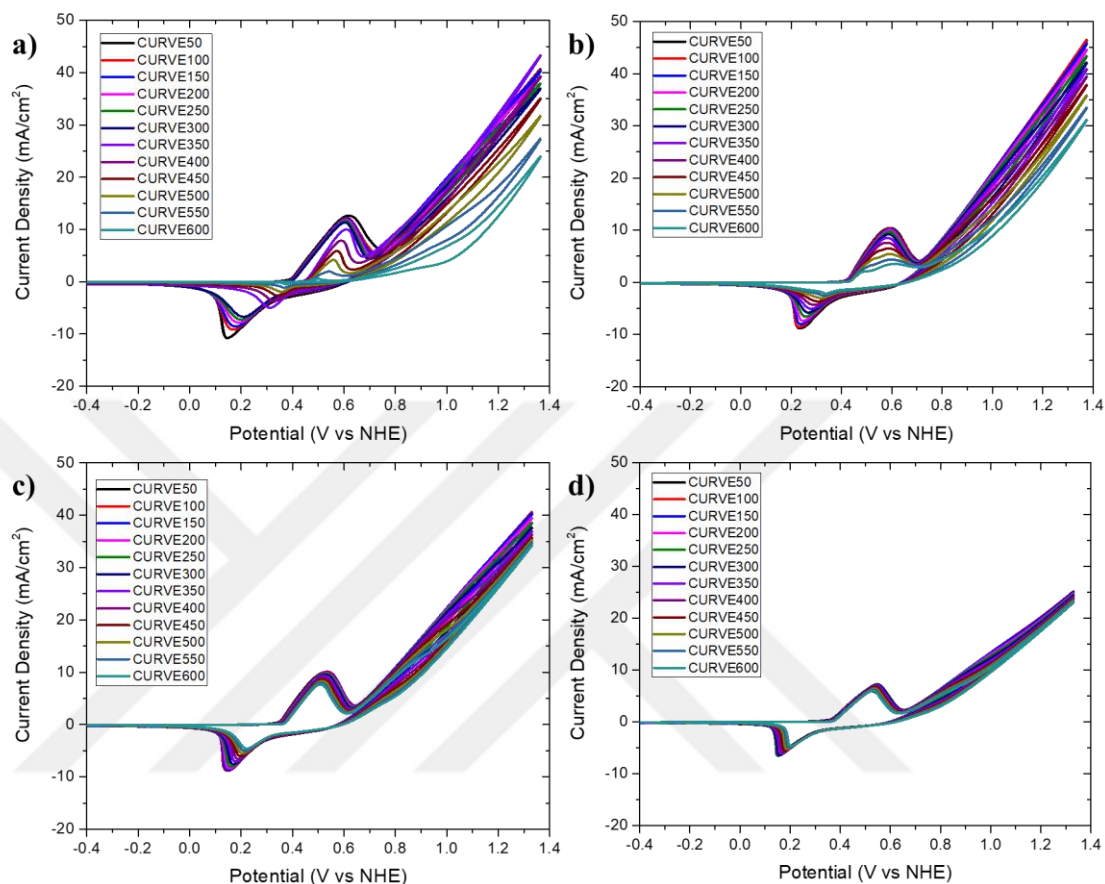 a)
CURVE50
CURVE100
CURVE150
CURVE200
CURVE250
CURVE300
CURVE350
CURVE400
CURVE450
CURVE500
CURVE550
CURVE600
50
40
30
20
10
0
-10
-20
Current Density (mA/cm²)
-0.4 -0.2 0.0 0.2 0.4 0.6 0.8 1.0 1.2 1.4
Potential (V vs NHE)
b)
CURVE50
CURVE100
CURVE150
CURVE200
CURVE250
CURVE300
CURVE350
CURVE400
CURVE450
CURVE500
CURVE550
CURVE600
50
40
30
20
10
0
-10
-20
Current Density (mA/cm²)
-0.4 -0.2 0.0 0.2 0.4 0.6 0.8 1.0 1.2 1.4
Potential (V vs NHE)
c)
CURVE50
CURVE100
CURVE150
CURVE200
CURVE250
CURVE300
CURVE350
CURVE400
CURVE450
CURVE500
CURVE550
CURVE600
50
40
30
20
10
0
-10
-20
Current Density (mA/cm²)
-0.4 -0.2 0.0 0.2 0.4 0.6 0.8 1.0 1.2 1.4
Potential (V vs NHE)
d)
CURVE50
CURVE100
CURVE150
CURVE200
CURVE250
CURVE300
CURVE350
CURVE400
CURVE450
CURVE500
CURVE550
CURVE600
50
40
30
20
10
0
-10
-20
Current Density (mA/cm²)
-0.4 -0.2 0.0 0.2 0.4 0.6 0.8 1.0 1.2 1.4
Potential (V vs NHE)